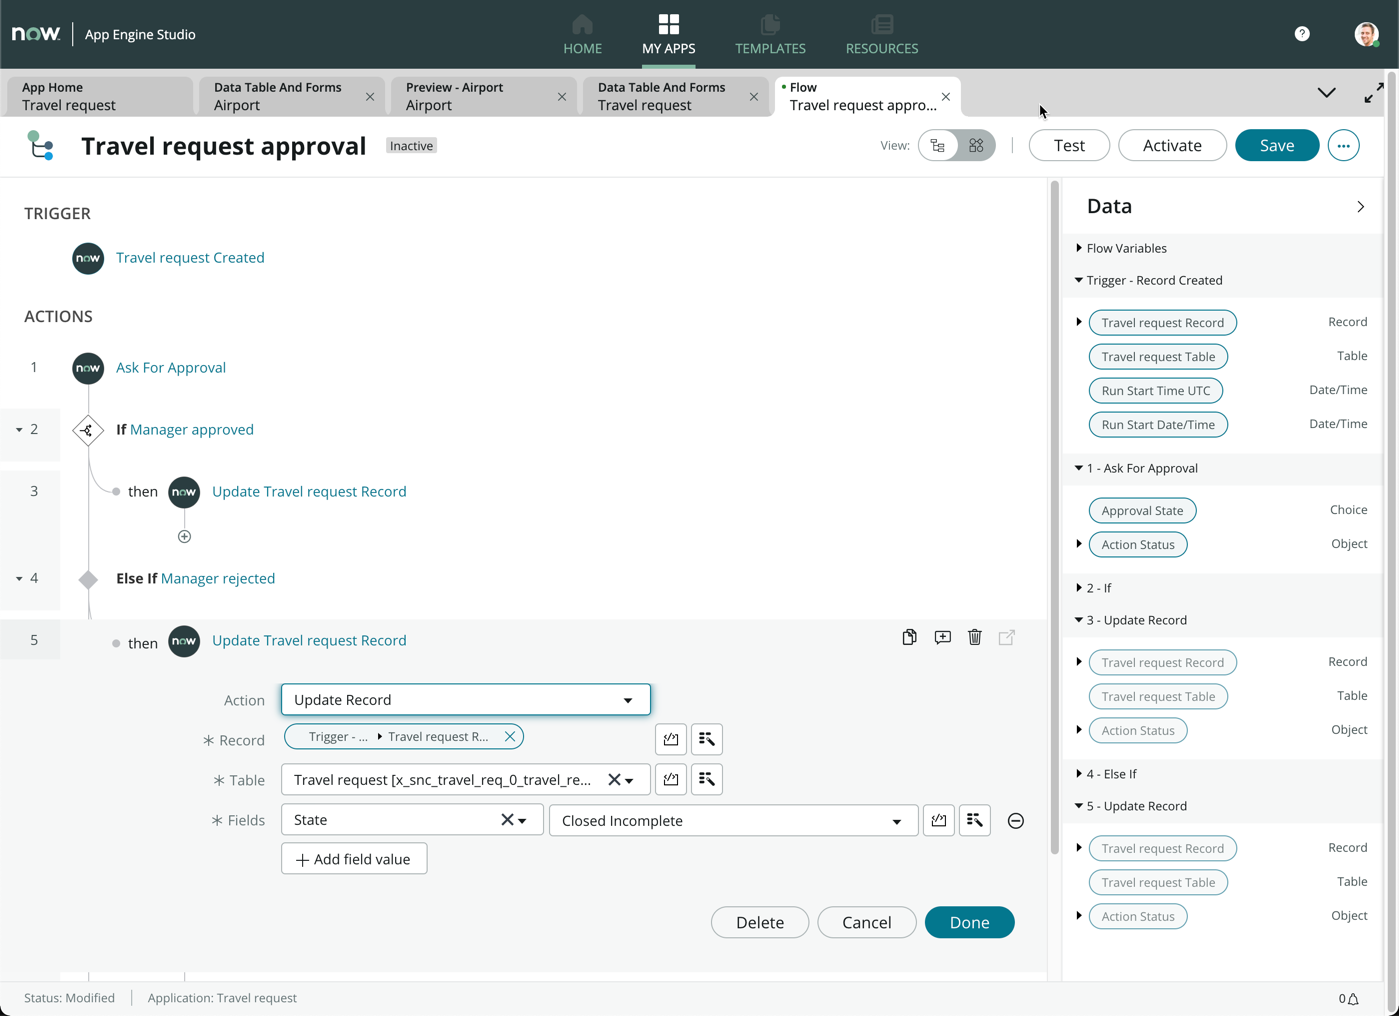 now
App Engine Studio
HOME
MY APPS
TEMPLATES
RESOURCES
?
App Home
Travel request
Data Table And Forms
Airport
Preview - Airport
Airport
Data Table And Forms
Travel request
Flow
Travel request appro...
Travel request approval
Inactive
View:
Test
Activate
Save
TRIGGER
now
Travel request Created
ACTIONS
1
now
Ask For Approval
2
If Manager approved
3
then
now
Update Travel request Record
4
Else If Manager rejected
5
then
now
Update Travel request Record
Action
Update Record
* Record
Trigger - ...
Travel request R...
* Table
Travel request [x_snc_travel_req_0_travel_re...
* Fields
State
Closed Incomplete
+ Add field value
Delete
Cancel
Done
Data
Flow Variables
Trigger - Record Created
Travel request Record
Record
Travel request Table
Table
Run Start Time UTC
Date/Time
Run Start Date/Time
Date/Time
1 - Ask For Approval
Approval State
Choice
Action Status
Object
2 - If
3 - Update Record
Travel request Record
Record
Travel request Table
Table
Action Status
Object
4 - Else If
5 - Update Record
Travel request Record
Record
Travel request Table
Table
Action Status
Object
Status: Modified
Application: Travel request
0